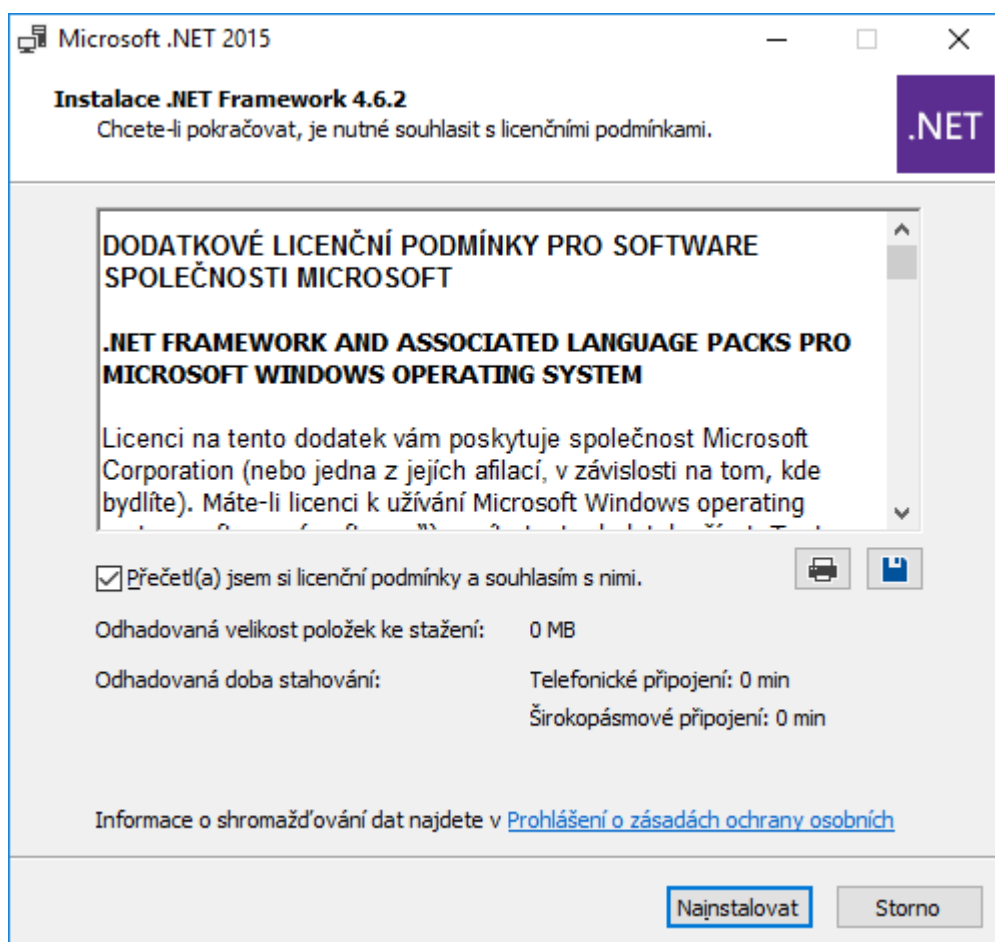 Microsoft .NET 2015
Instalace .NET Framework 4.6.2
Chcete-li pokračovat, je nutné souhlasit s licenčními podmínkami.
.NET
DODATKOVÉ LICENČNÍ PODMÍNKY PRO SOFTWARE
SPOLEČNOSTI MICROSOFT
.NET FRAMEWORK AND ASSOCIATED LANGUAGE PACKS PRO
MICROSOFT WINDOWS OPERATING SYSTEM
Licenci na tento dodatek vám poskytuje společnost Microsoft
Corporation (nebo jedna z jejích afilací, v závislosti na tom, kde
bydlíte). Máte-li licenci k užívání Microsoft Windows operating
Přečetl(a) jsem si licenční podmínky a souhlasím s nimi.
Odhadovaná velikost položek ke stažení: 0 MB
Odhadovaná doba stahování: Telefonické připojení: 0 min
Širokopásmové připojení: 0 min
Informace o shromažďování dat najdete v Prohlášení o zásadách ochrany osobních
Nainstalovat Storno